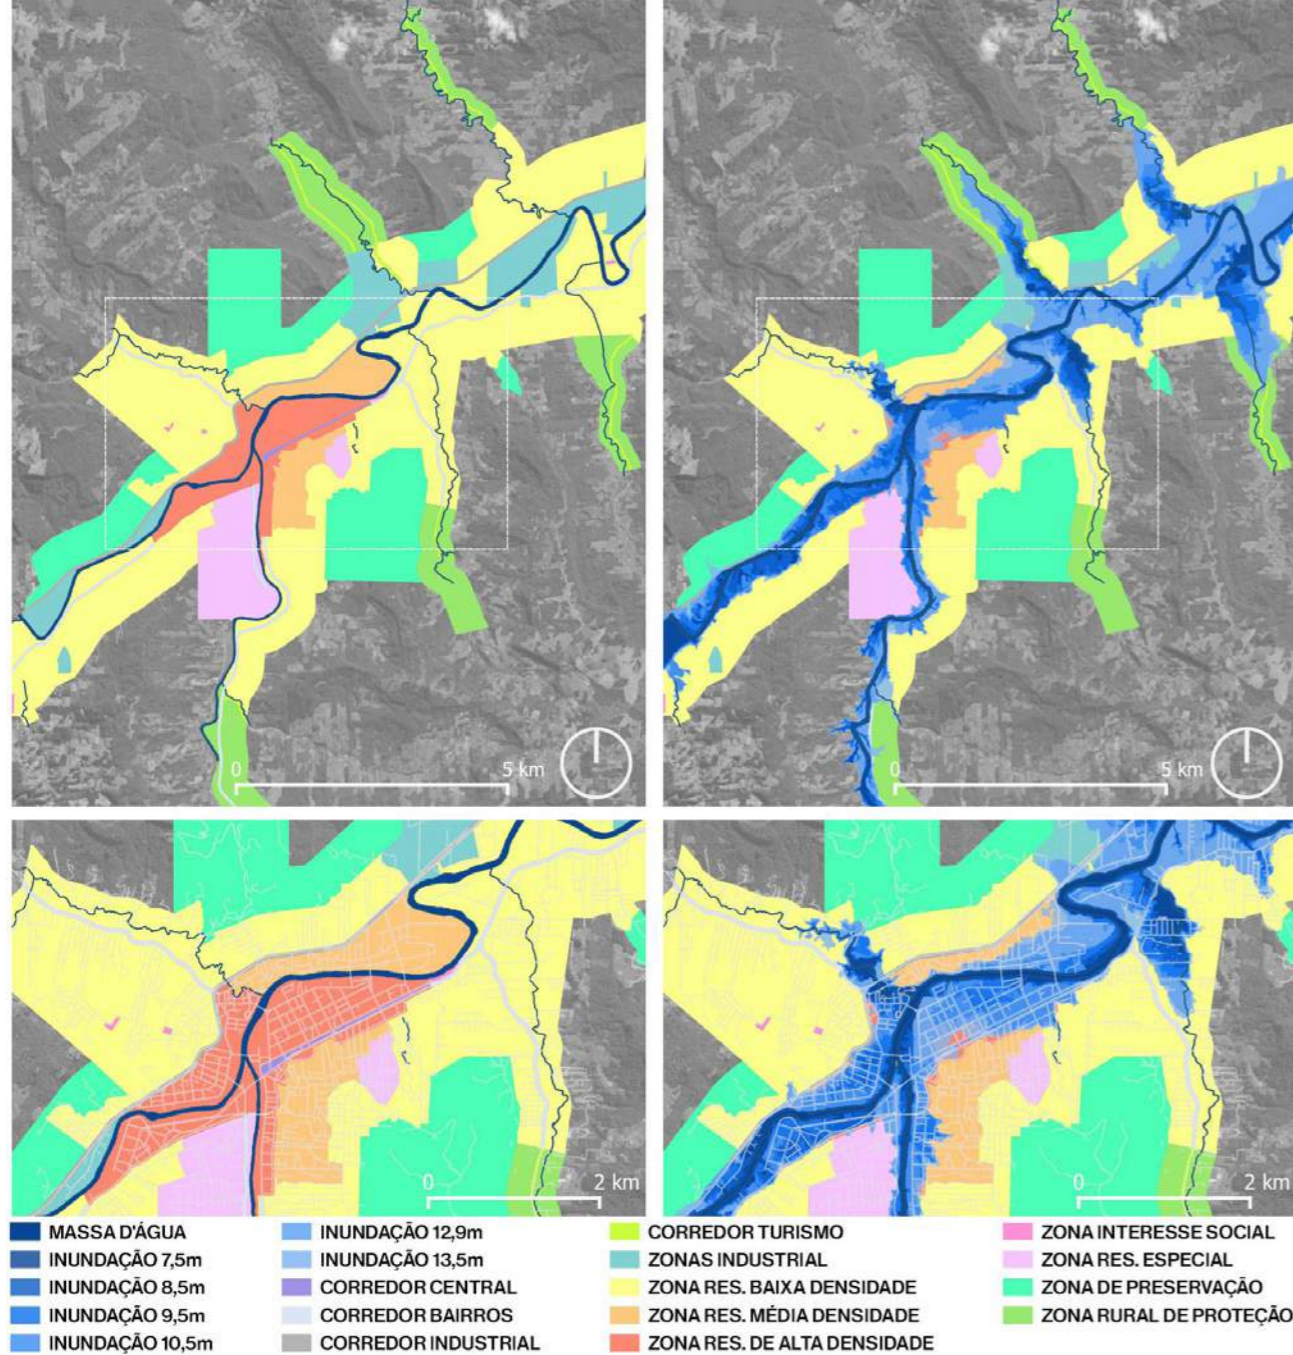 0 5 km
0 5 km
0 2 km
0 2 km
MASSA D'ÁGUA
INUNDAÇÃO 7,5m
INUNDAÇÃO 8,5m
INUNDAÇÃO 9,5m
INUNDAÇÃO 10,5m
INUNDAÇÃO 12,9m
INUNDAÇÃO 13,5m
CORREDOR CENTRAL
CORREDOR BAIRROS
CORREDOR INDUSTRIAL
CORREDOR TURISMO
ZONAS INDUSTRIAL
ZONA RES. BAIXA DENSIDADE
ZONA RES. MÉDIA DENSIDADE
ZONA RES. DE ALTA DENSIDADE
ZONA INTERESSE SOCIAL
ZONA RES. ESPECIAL
ZONA DE PRESERVAÇÃO
ZONA RURAL DE PROTEÇÃO